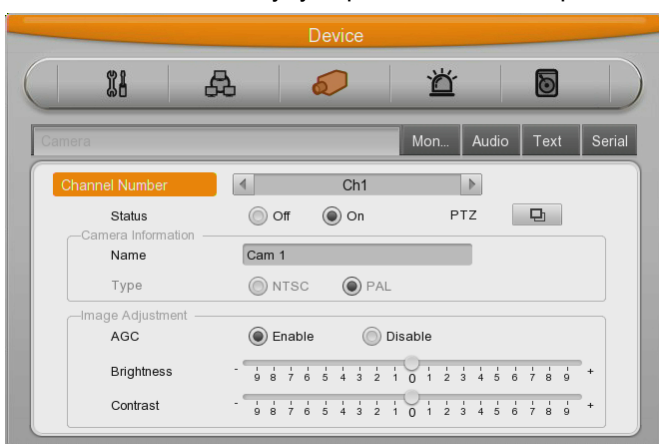 Device
Camera Mon... Audio Text Serial
Channel Number Ch1
Status Off On PTZ
Camera Information
Name Cam 1
Type NTSC PAL
Image Adjustment
AGC Enable Disable
Brightness - 9 8 7 6 5 4 3 2 1 0 1 2 3 4 5 6 7 8 9 +
Contrast - 9 8 7 6 5 4 3 2 1 0 1 2 3 4 5 6 7 8 9 +